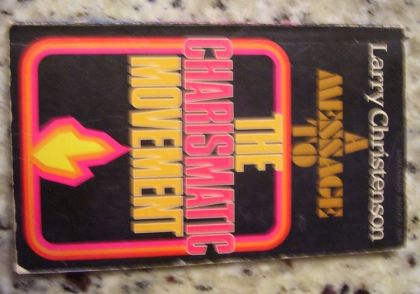 Larry Christenson
A
MESSAGE
TO
THE
CHARISMATIC
MOVEMENT